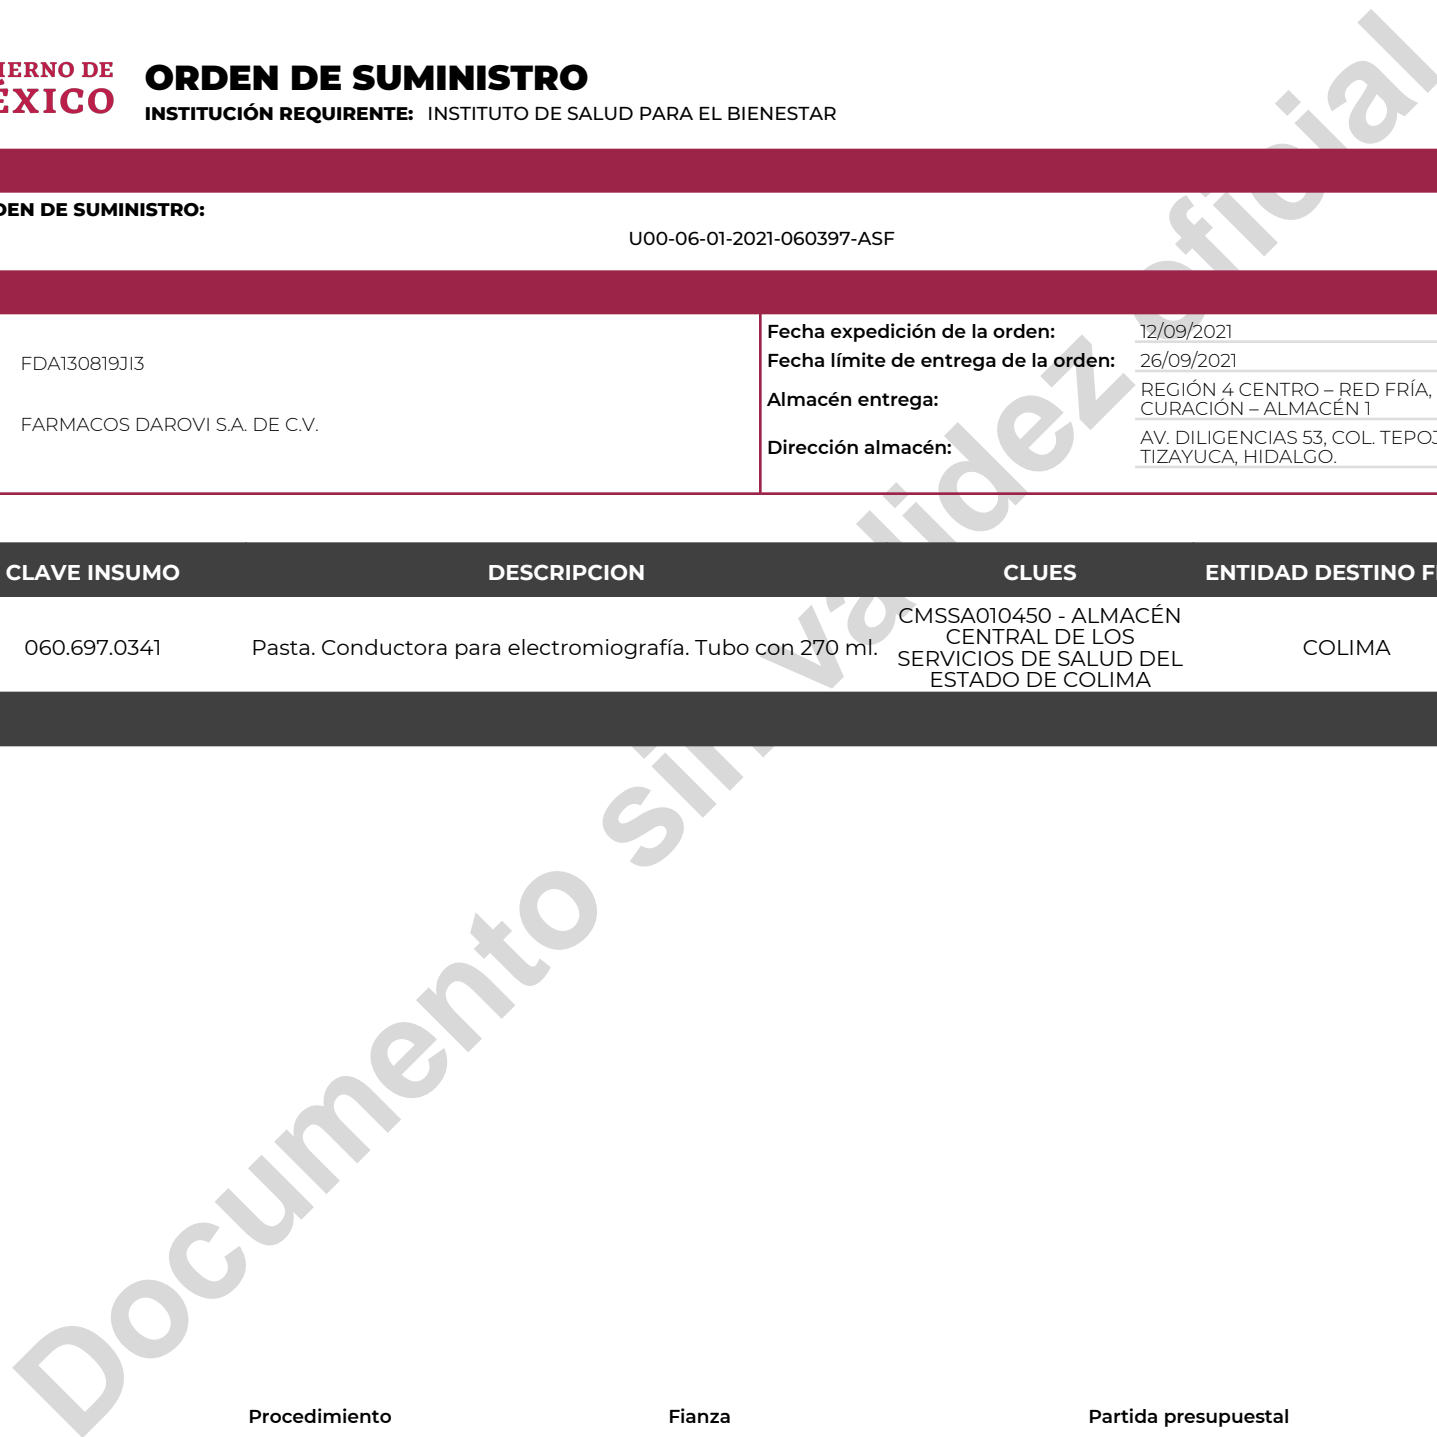 IERNO DE
ÉXICO
ORDEN DE SUMINISTRO
INSTITUCIÓN REQUIRENTE: INSTITUTO DE SALUD PARA EL BIENESTAR
DEN DE SUMINISTRO:
U00-06-01-2021-060397-ASF
FDA130819JI3
FARMACOS DAROVI S.A. DE C.V.
Fecha expedición de la orden: 12/09/2021
Fecha límite de entrega de la orden: 26/09/2021
Almacén entrega: REGIÓN 4 CENTRO – RED FRÍA,
CURACIÓN – ALMACÉN 1
Dirección almacén: AV. DILIGENCIAS 53, COL. TEPOJ
TIZAYUCA, HIDALGO.
CLAVE INSUMO DESCRIPCION CLUES ENTIDAD DESTINO FI
060.697.0341 Pasta. Conductora para electromiografía. Tubo con 270 ml.
CMSSA010450 - ALMACÉN
CENTRAL DE LOS
SERVICIOS DE SALUD DEL
ESTADO DE COLIMA
COLIMA
Documento sin validez oficial
Procedimiento Fianza Partida presupuestal